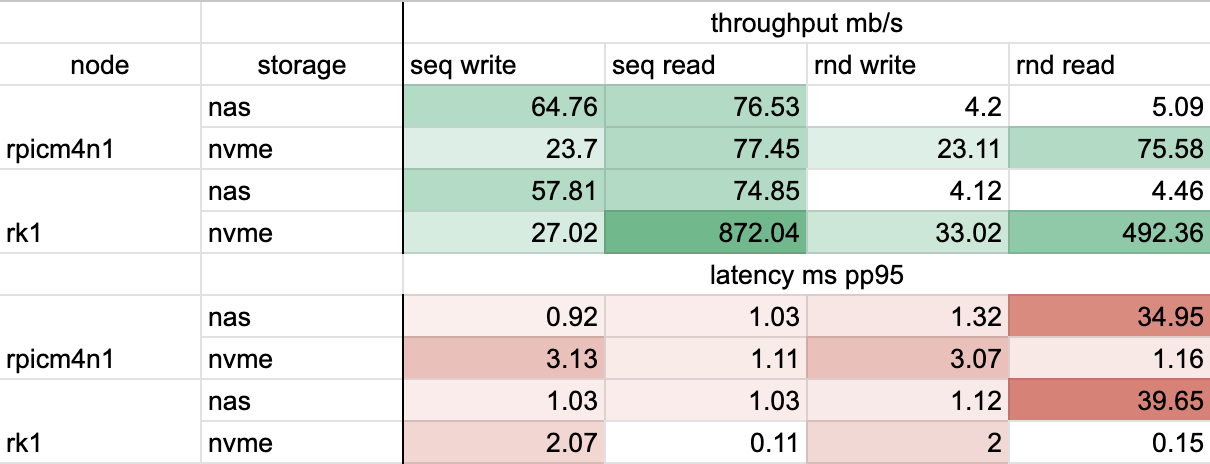 throughput mb/s
node storage seq write seq read rnd write rnd read
nas 64.76 76.53 4.2 5.09
rpicm4n1 nvme 23.7 77.45 23.11 75.58
nas 57.81 74.85 4.12 4.46
rk1 nvme 27.02 872.04 33.02 492.36
latency ms pp95
nas 0.92 1.03 1.32 34.95
rpicm4n1 nvme 3.13 1.11 3.07 1.16
nas 1.03 1.03 1.12 39.65
rk1 nvme 2.07 0.11 2 0.15